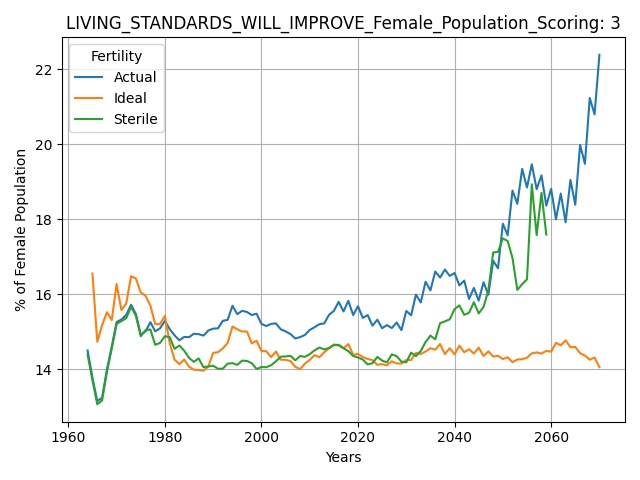 LIVING_STANDARDS_WILL_IMPROVE_Female_Population_Scoring: 3
Fertility
Actual
Ideal
Sterile
% of Female Population
22
20
18
16
14
1960
1980
2000
2020
2040
2060
Years